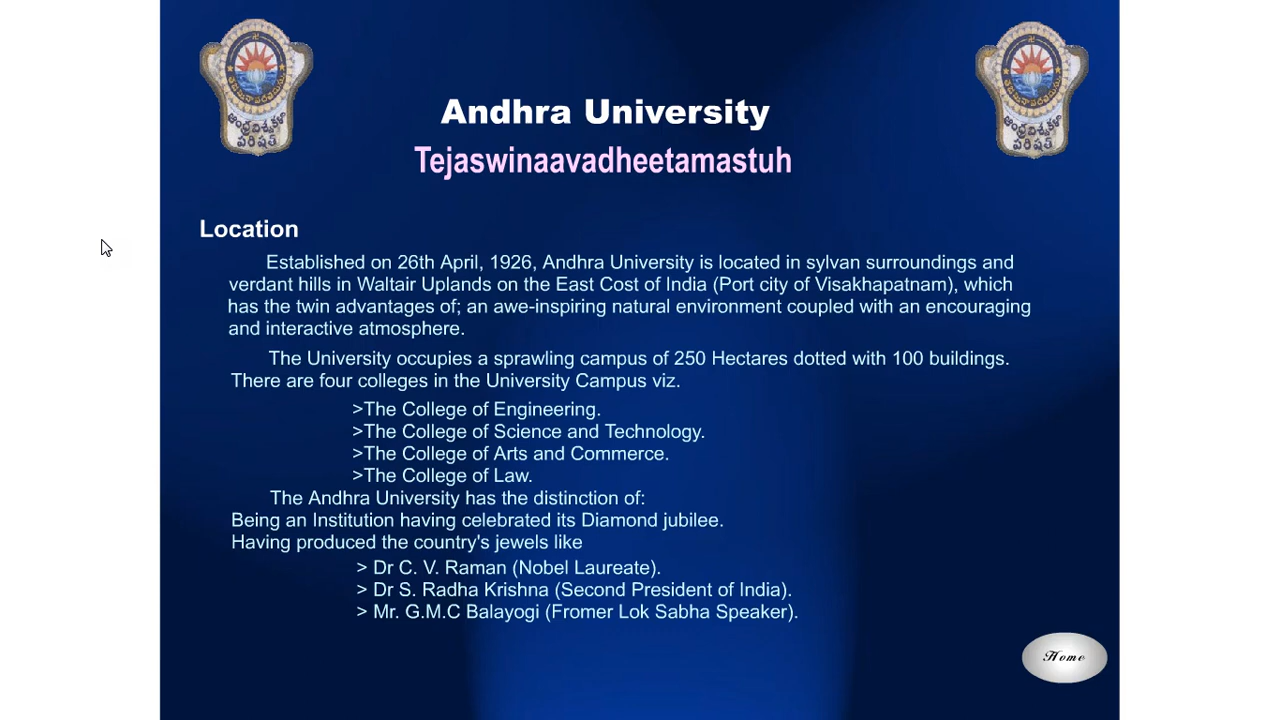 Andhra University
Tejaswinaavadheetamastuh
Location
Established on 26th April, 1926, Andhra University is located in sylvan surroundings and
verdant hills in Waltair Uplands on the East Cost of India (Port city of Visakhapatnam), which
has the twin advantages of; an awe-inspiring natural environment coupled with an encouraging
and interactive atmosphere.
The University occupies a sprawling campus of 250 Hectares dotted with 100 buildings.
There are four colleges in the University Campus viz.
>The College of Engineering.
>The College of Science and Technology.
>The College of Arts and Commerce.
>The College of Law.
The Andhra University has the distinction of:
Being an Institution having celebrated its Diamond jubilee.
Having produced the country's jewels like
> Dr C. V. Raman (Nobel Laureate).
> Dr S. Radha Krishna (Second President of India).
> Mr. G.M.C Balayogi (Fromer Lok Sabha Speaker).
Home